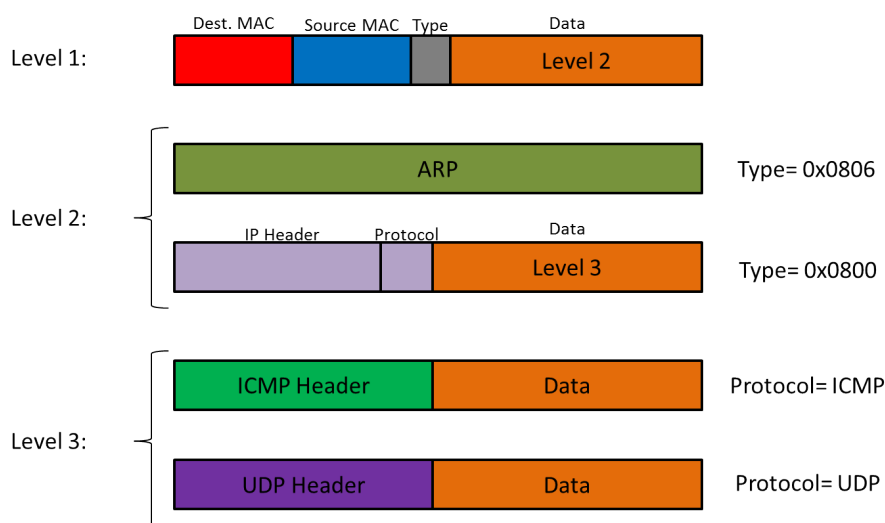 Dest. MAC Source MAC Type Data
Level 1: Level 2
ARP Type= 0x0806
Level 2:
IP Header Protocol Data
Level 3 Type= 0x0800
ICMP Header Data Protocol= ICMP
Level 3:
UDP Header Data Protocol= UDP